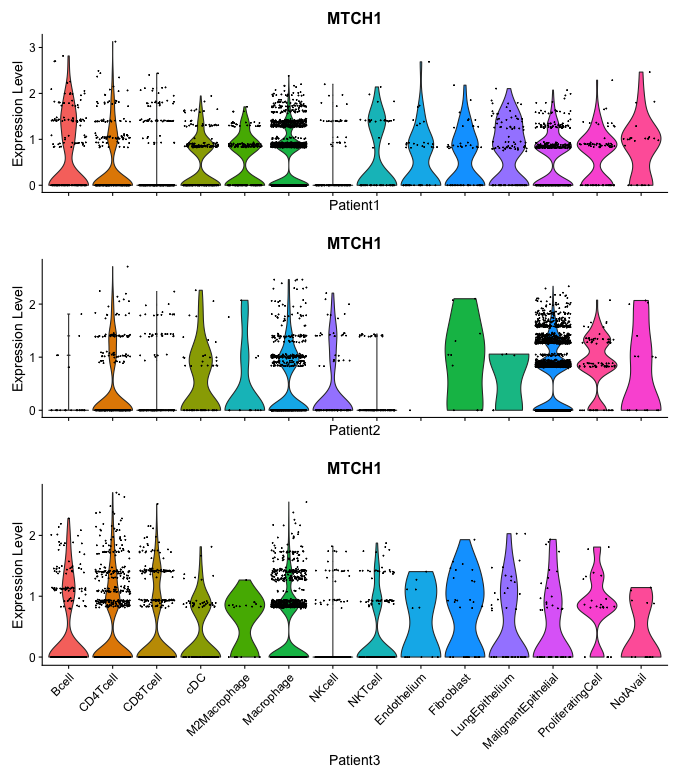 MTCH1
Expression Level
3
2
1
0
Patient1
MTCH1
Expression Level
2
1
0
Patient2
MTCH1
Expression Level
2
1
0
Bcell
CD4Tcell
CD8Tcell
cDC
M2Macrophage
Macrophage
NKcell
NKTcell
Endothelium
Fibroblast
LungEpithelium
MalignantEpithelial
ProliferatingCell
NotAvail
Patient3